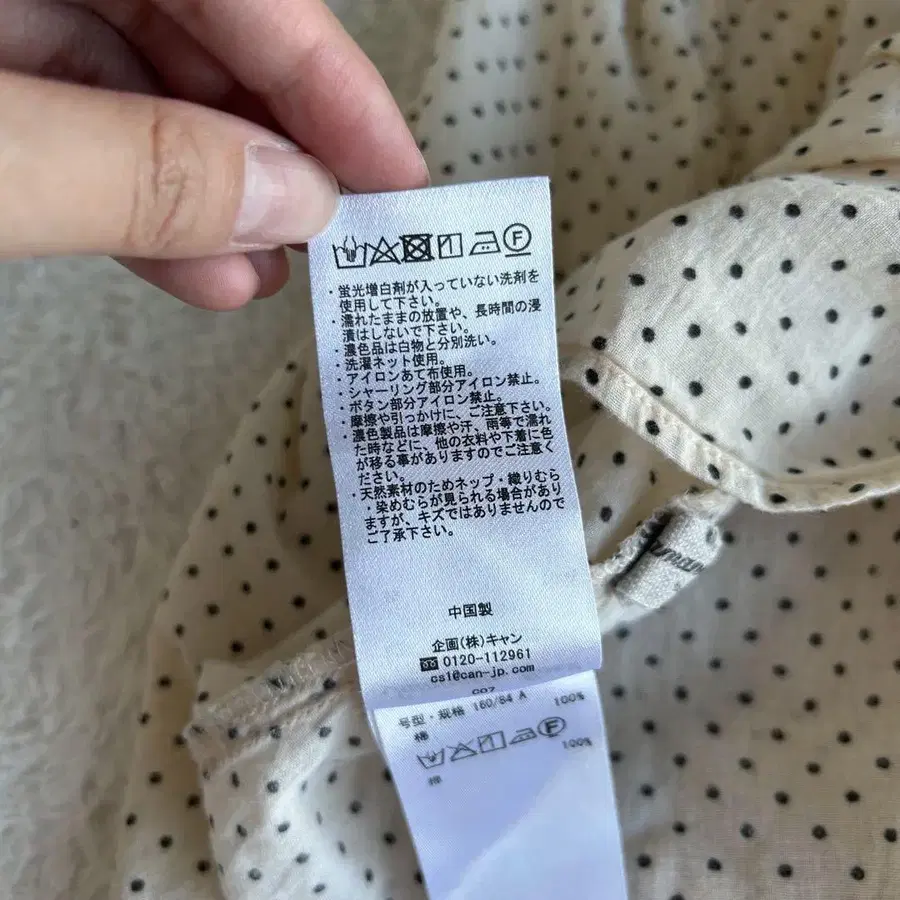 ・蛍光増白剤が入っていない洗剤を
使用して下さい。
・濡れたままの放置や、長時間の浸
漬はしないで下さい。
・濃色品は白物と分別洗い。
・洗濯ネット使用。
・アイロンあて布使用。
・シャーリング部分アイロン禁止。
・ボタン部分アイロン禁止。
・摩擦や引っかけに、ご注意下さい。
・濃色製品は摩擦や汗、雨等で濡れ
た時などに、他の衣料や下着に色
が移る事がありますのでご注意く
ださい。
・天然素材のためネップ・織りむら
・染めむらが見られる場合があり
ますが、キズではありませんので
ご了承下さい。
中国製
企画(株)キャン
0120-112961
cs1@can-jp.com
C07
号型・规格 160/84 A
棉 100%
棉 100%